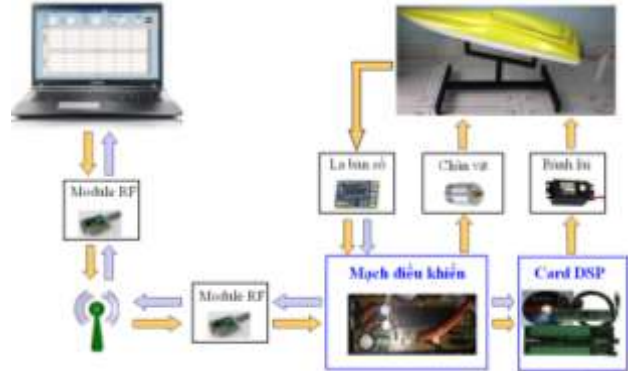 Module RF
La bàn số
Chân vịt
Bánh lái
Module RF
Mạch điều khiển
Card DSP